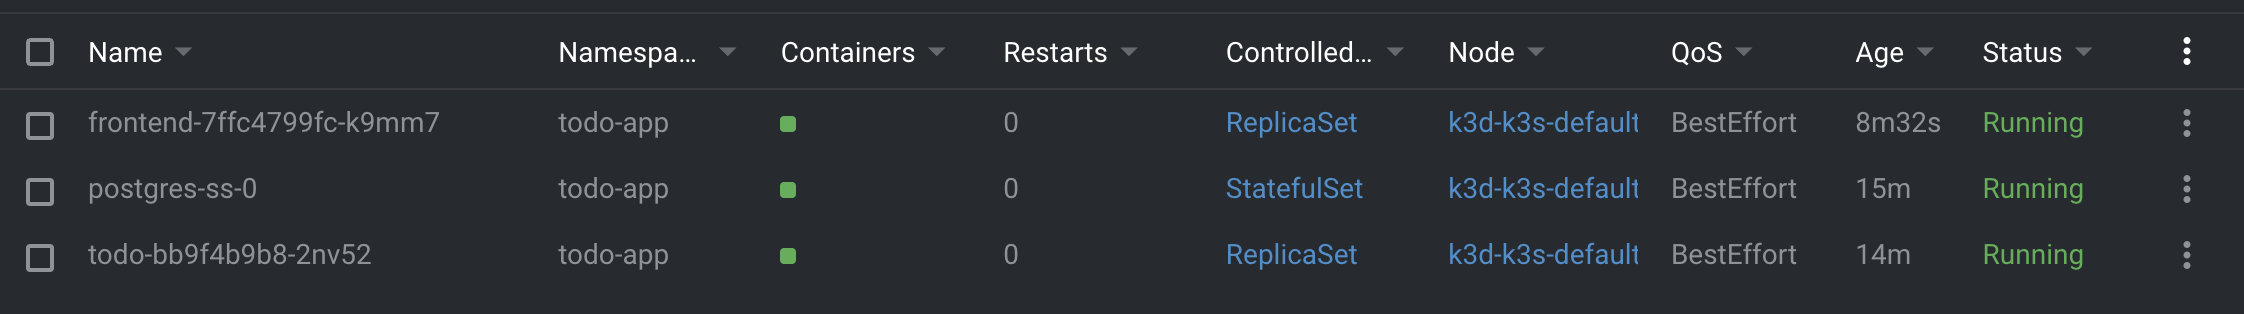 Name Namespa... Containers Restarts Controlled... Node QoS Age Status
frontend-7ffc4799fc-k9mm7 todo-app 0 ReplicaSet k3d-k3s-default BestEffort 8m32s Running
postgres-ss-0 todo-app 0 StatefulSet k3d-k3s-default BestEffort 15m Running
todo-bb9f4b9b8-2nv52 todo-app 0 ReplicaSet k3d-k3s-default BestEffort 14m Running